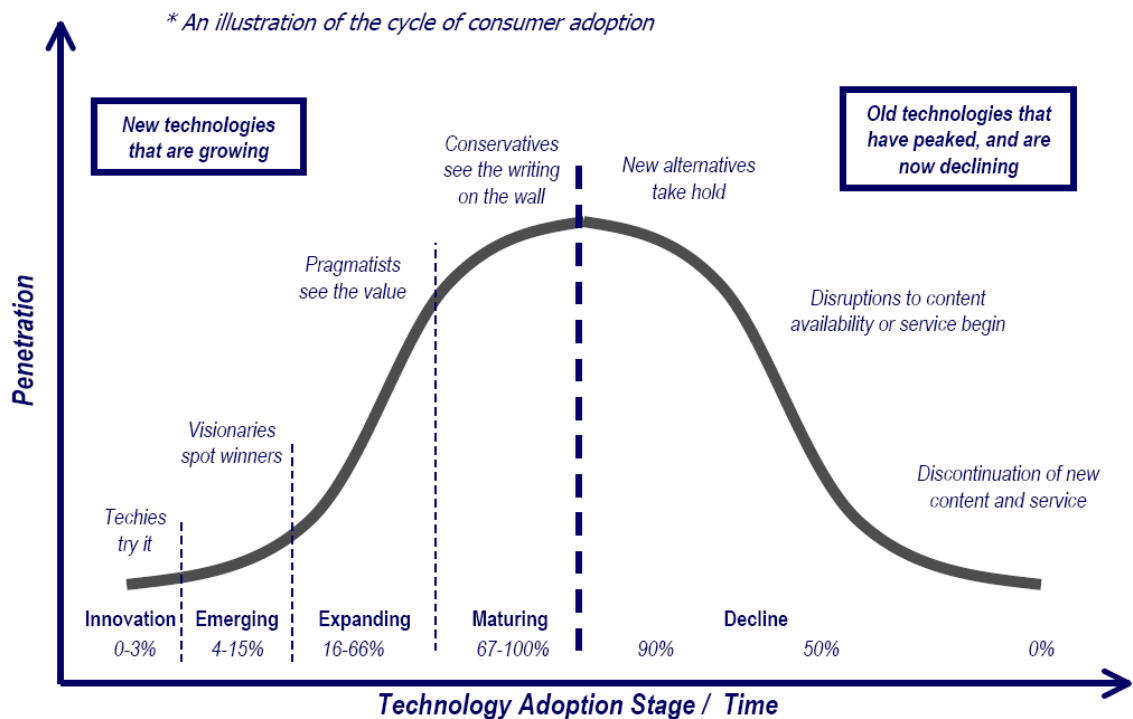 * An illustration of the cycle of consumer adoption
New technologies
that are growing
Old technologies that
have peaked, and are
now declining
Conservatives
see the writing
on the wall
New alternatives
take hold
Pragmatists
see the value
Disruptions to content
availability or service begin
Visionaries
spot winners
Discontinuation of new
content and service
Techies
try it
Penetration
Innovation Emerging Expanding Maturing Decline
0-3% 4-15% 16-66% 67-100% 90% 50% 0%
Technology Adoption Stage / Time